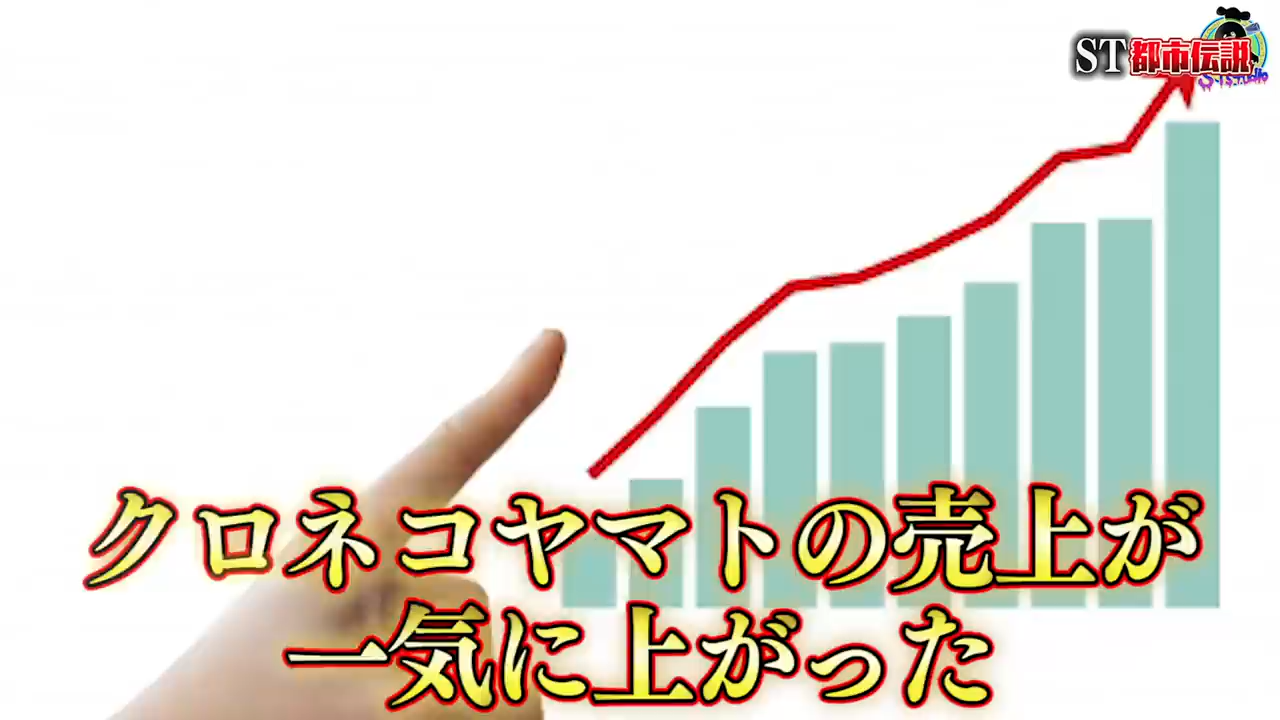 ST都市伝説
クロネコヤマトの売上が
一気に上がった